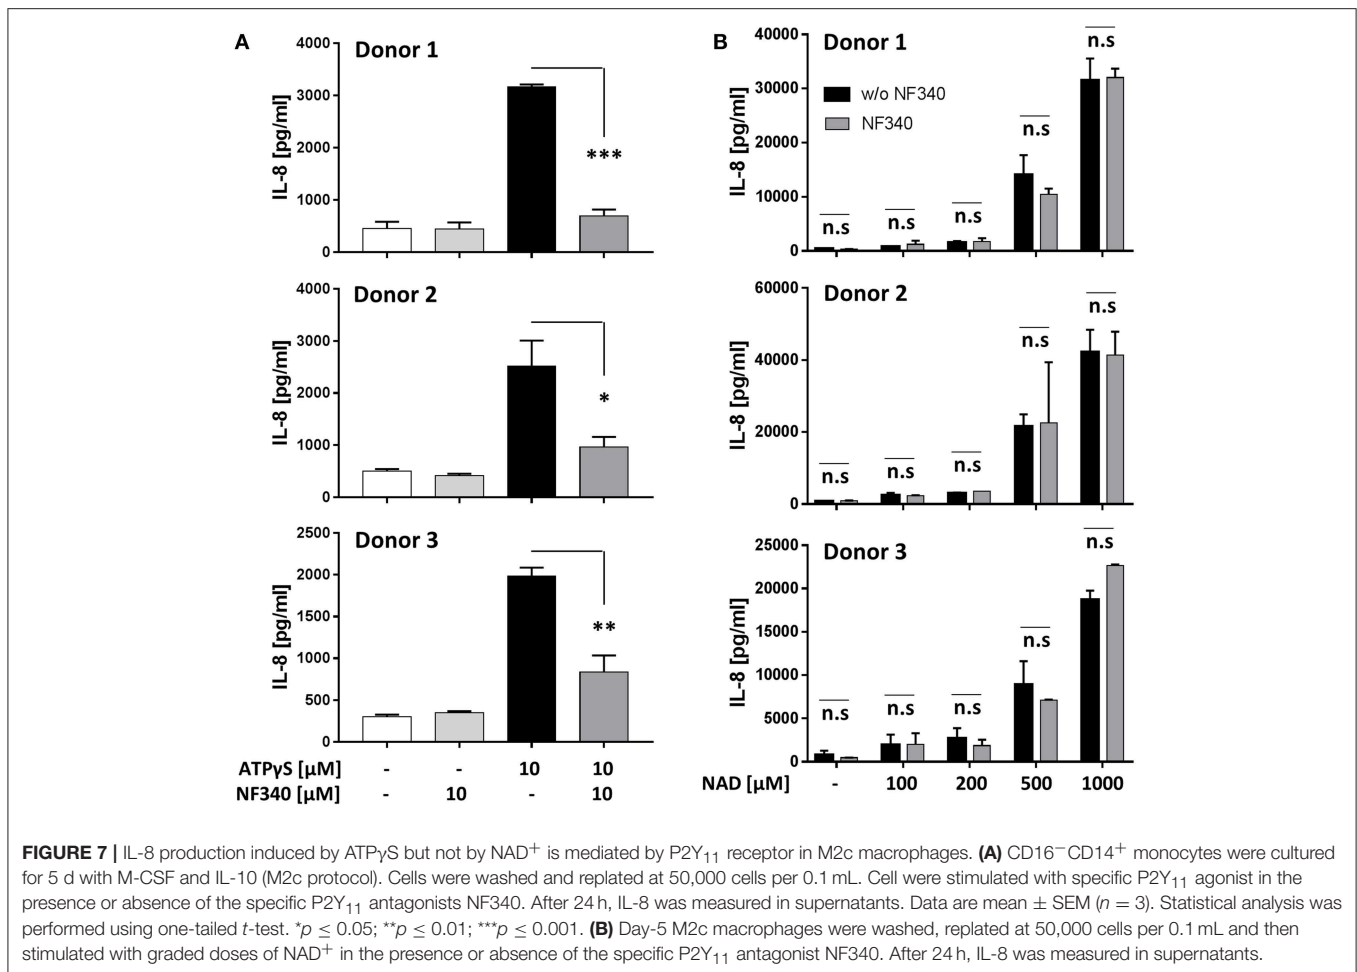 A
Donor 1
4000
3000
2000
1000
0
IL-8 [pg/ml]
***
Donor 2
4000
3000
2000
1000
0
IL-8 [pg/ml]
*
Donor 3
2500
2000
1500
1000
500
0
IL-8 [pg/ml]
**
ATPγS [µM] - - 10 10
NF340 [µM] - 10 - 10
B
Donor 1
w/o NF340
NF340
40000
30000
20000
10000
0
IL-8 [pg/ml]
n.s n.s n.s n.s n.s
Donor 2
60000
40000
20000
0
IL-8 [pg/ml]
n.s n.s n.s n.s n.s
Donor 3
25000
20000
15000
10000
5000
0
IL-8 [pg/ml]
n.s n.s n.s n.s n.s
NAD [µM] - 100 200 500 1000
FIGURE 7 | IL-8 production induced by ATPγS but not by NAD⁺ is mediated by P2Y₁₁ receptor in M2c macrophages. (A) CD16⁻CD14⁺ monocytes were cultured
for 5 d with M-CSF and IL-10 (M2c protocol). Cells were washed and replated at 50,000 cells per 0.1 mL. Cell were stimulated with specific P2Y₁₁ agonist in the
presence or absence of the specific P2Y₁₁ antagonists NF340. After 24 h, IL-8 was measured in supernatants. Data are mean ± SEM (n = 3). Statistical analysis was
performed using one-tailed t-test. *p ≤ 0.05; **p ≤ 0.01; ***p ≤ 0.001. (B) Day-5 M2c macrophages were washed, replated at 50,000 cells per 0.1 mL and then
stimulated with graded doses of NAD⁺ in the presence or absence of the specific P2Y₁₁ antagonist NF340. After 24 h, IL-8 was measured in supernatants.